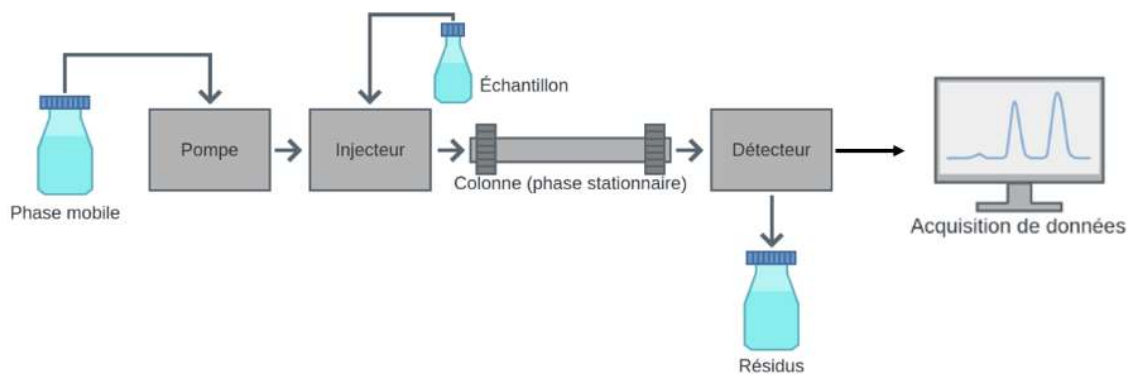 Échantillon
Pompe
Injecteur
Détecteur
Colonne (phase stationnaire)
Phase mobile
Acquisition de données
Résidus